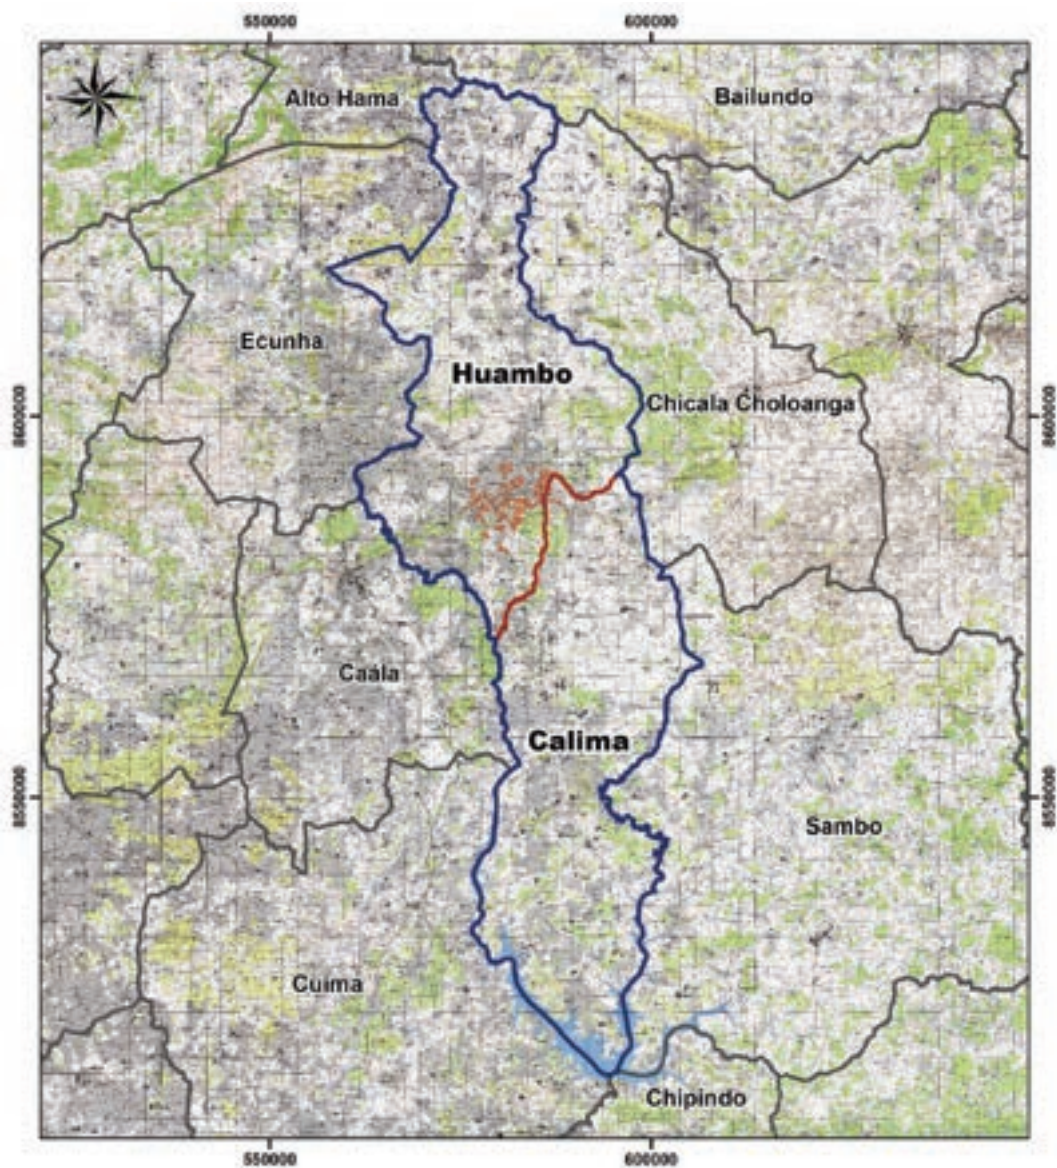 550000
600000
Alto Hama
Bailundo
Ecunha
Huambo
Chicala Choloanga
8600000
8600000
Caála
Calima
8550000
8550000
Sambo
Cuima
Chipindo
550000
600000